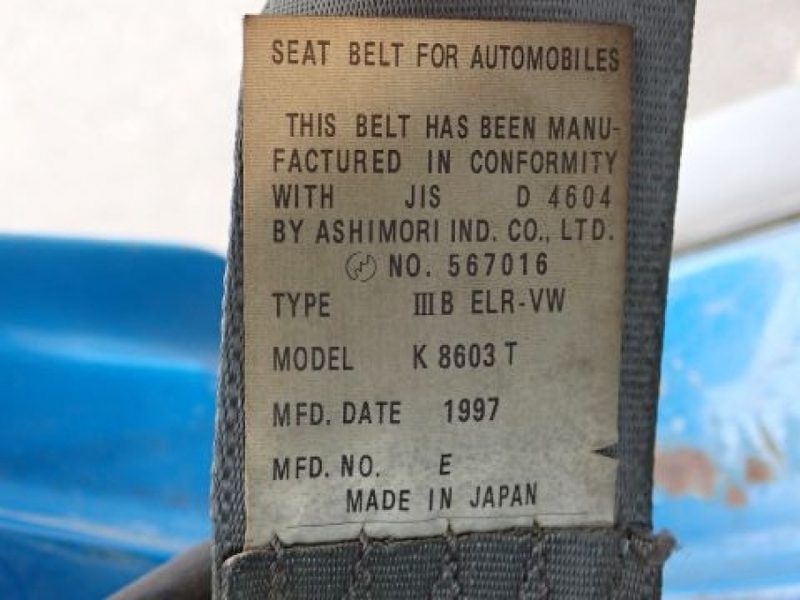 SEAT BELT FOR AUTOMOBILES
THIS BELT HAS BEEN MANU-
FACTURED IN CONFORMITY
WITH JIS D 4604
BY ASHIMORI IND. CO., LTD.
NO. 567016
TYPE ⅢB ELR-VW
MODEL K 8603 T
MFD. DATE 1997
MFD. NO. E
MADE IN JAPAN